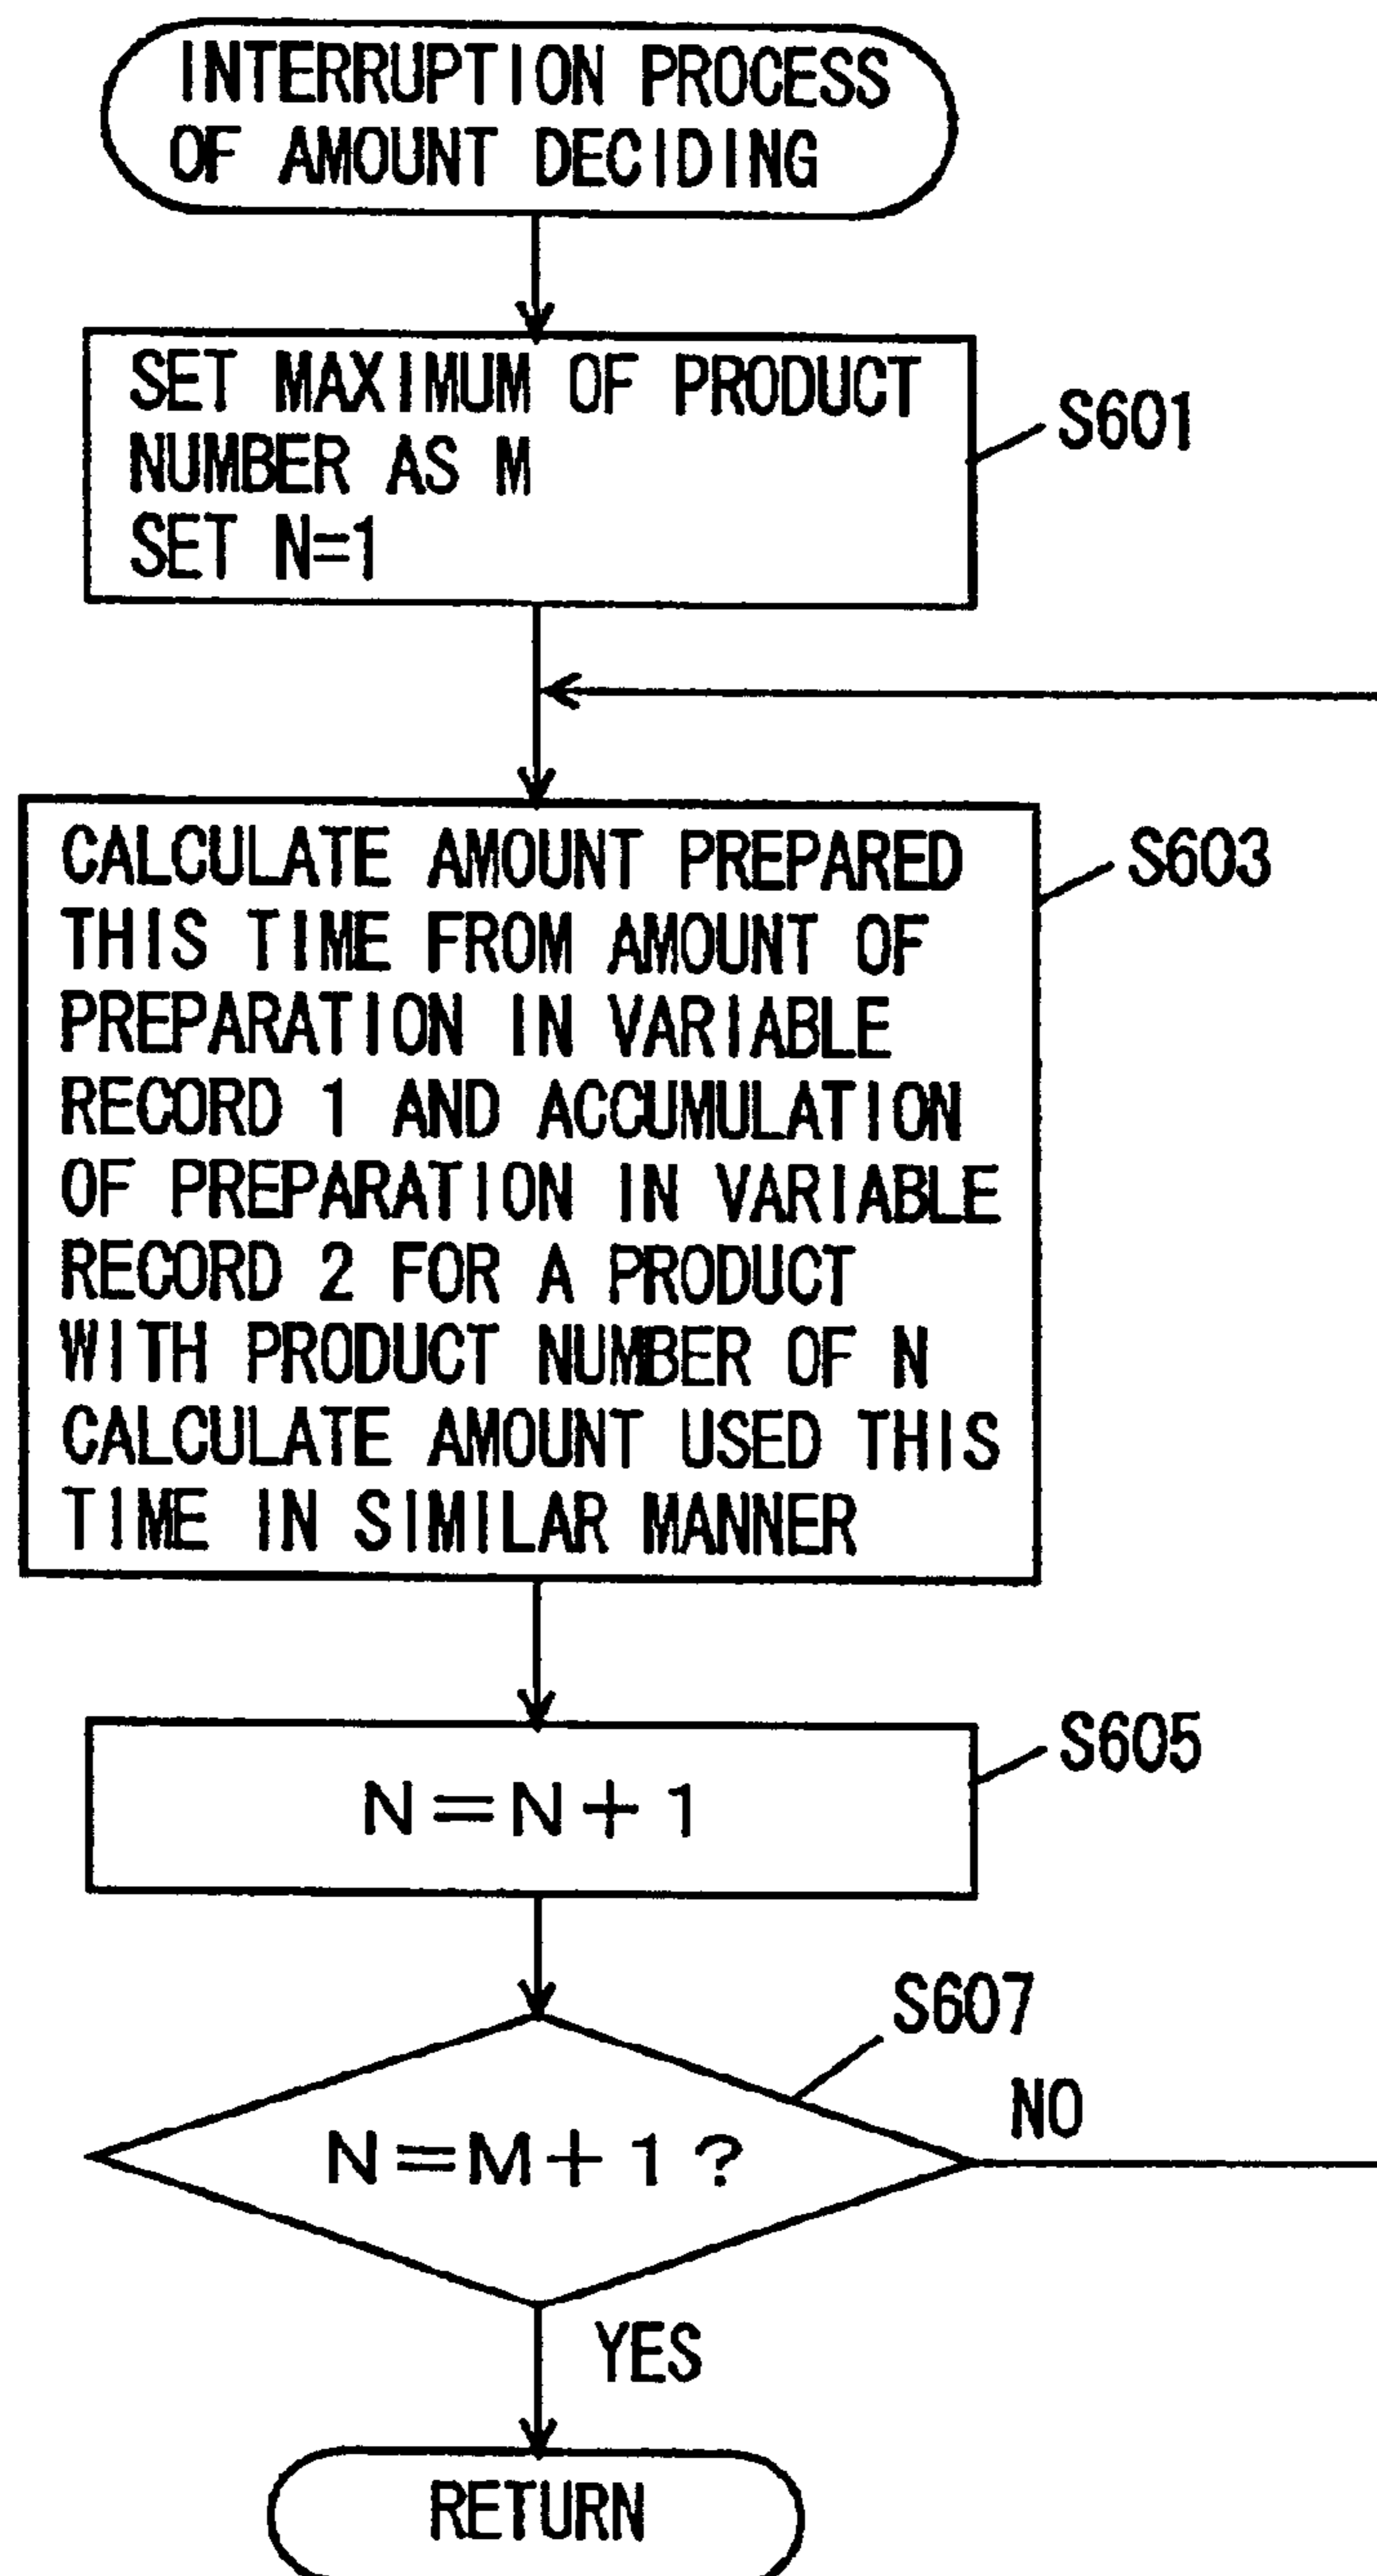 INTERRUPTION PROCESS
OF AMOUNT DECIDING
SET MAXIMUM OF PRODUCT
NUMBER AS M
SET N=1
S601
CALCULATE AMOUNT PREPARED
THIS TIME FROM AMOUNT OF
PREPARATION IN VARIABLE
RECORD 1 AND ACCUMULATION
OF PREPARATION IN VARIABLE
RECORD 2 FOR A PRODUCT
WITH PRODUCT NUMBER OF N
CALCULATE AMOUNT USED THIS
TIME IN SIMILAR MANNER
S603
N=N+1
S605
S607
N=M+1?
NO
YES
RETURN